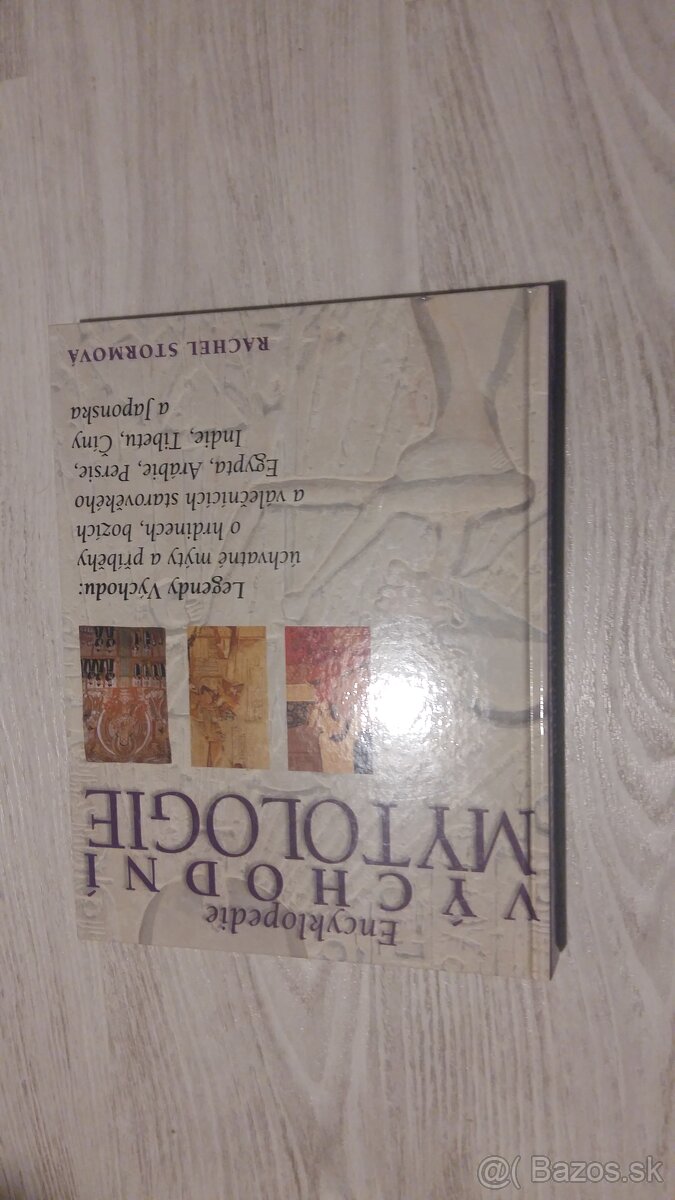 Encyklopedie
VÝCHODNÍ
MYTOLOGIE
Legendy Východu:
úchvatné mýty a příběhy
o hrdinech, bozích
a válečnících starověkého
Egypta, Arábie, Persie,
Indie, Tibetu, Číny
a Japonska
RACHEL STORMOVÁ
@( Bazos.sk